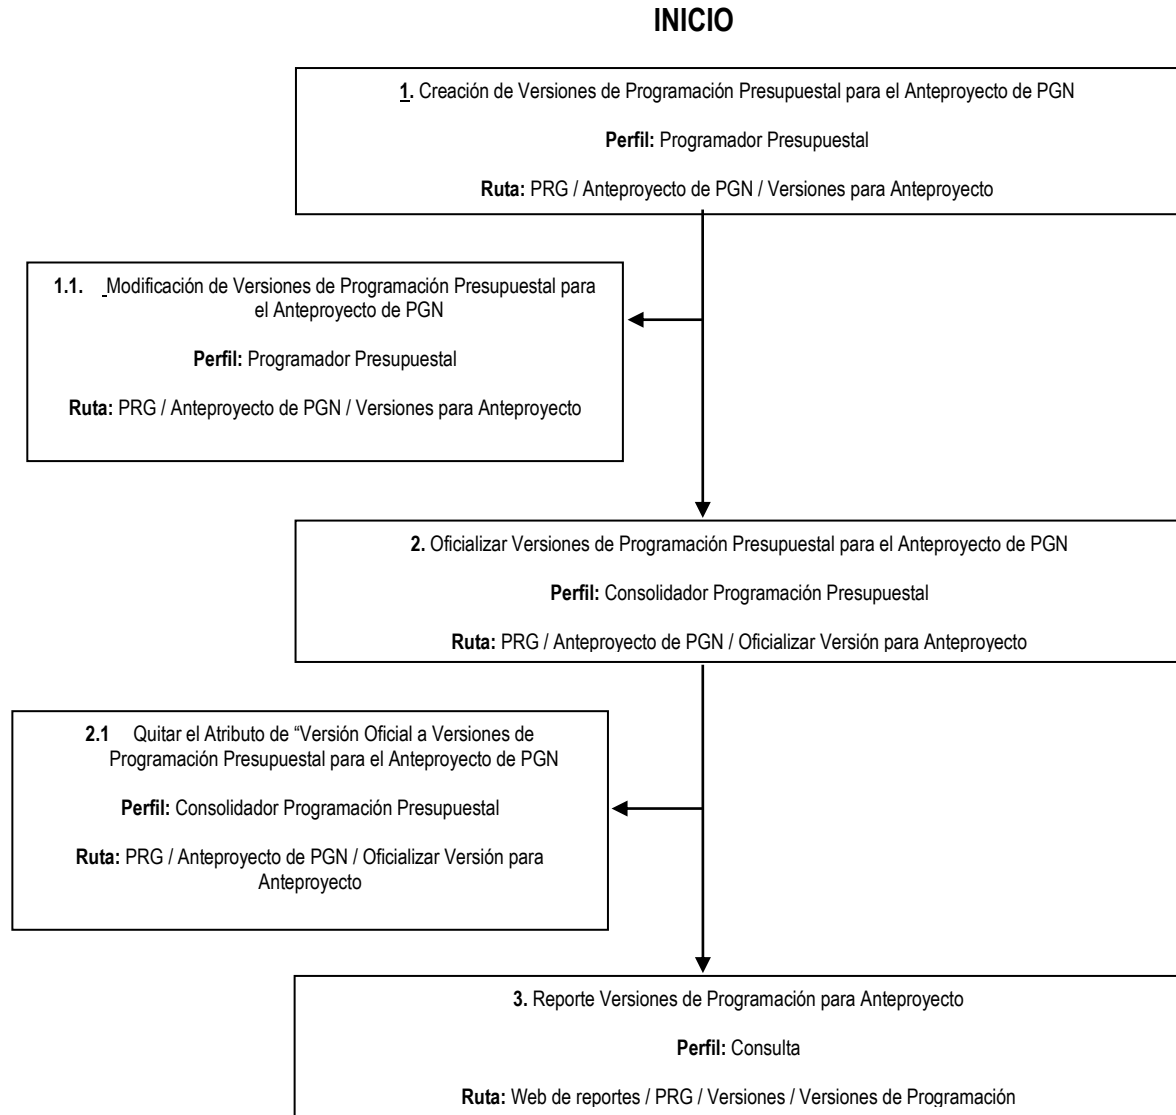 INICIO
1. Creación de Versiones de Programación Presupuestal para el Anteproyecto de PGN
Perfil: Programador Presupuestal
Ruta: PRG / Anteproyecto de PGN / Versiones para Anteproyecto
1.1. Modificación de Versiones de Programación Presupuestal para
el Anteproyecto de PGN
Perfil: Programador Presupuestal
Ruta: PRG / Anteproyecto de PGN / Versiones para Anteproyecto
2. Oficializar Versiones de Programación Presupuestal para el Anteproyecto de PGN
Perfil: Consolidador Programación Presupuestal
Ruta: PRG / Anteproyecto de PGN / Oficializar Versión para Anteproyecto
2.1 Quitar el Atributo de “Versión Oficial a Versiones de
Programación Presupuestal para el Anteproyecto de PGN
Perfil: Consolidador Programación Presupuestal
Ruta: PRG / Anteproyecto de PGN / Oficializar Versión para
Anteproyecto
3. Reporte Versiones de Programación para Anteproyecto
Perfil: Consulta
Ruta: Web de reportes / PRG / Versiones / Versiones de Programación